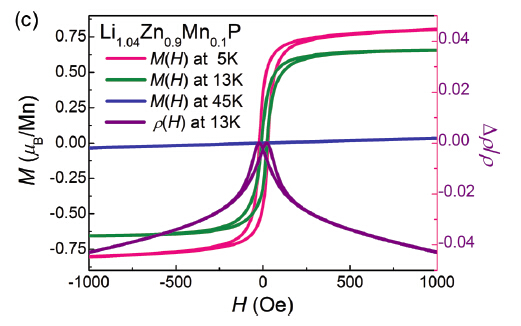 (c)
Li1.04Zn0.9Mn0.1P
M(H) at 5K
M(H) at 13K
M(H) at 45K
ρ(H) at 13K
M (μB/Mn)
0.75
0.50
0.25
0.00
-0.25
-0.50
-0.75
0.04
0.02
0.00
-0.02
-0.04
Δρ/ρ
-1000
-500
0
500
1000
H (Oe)